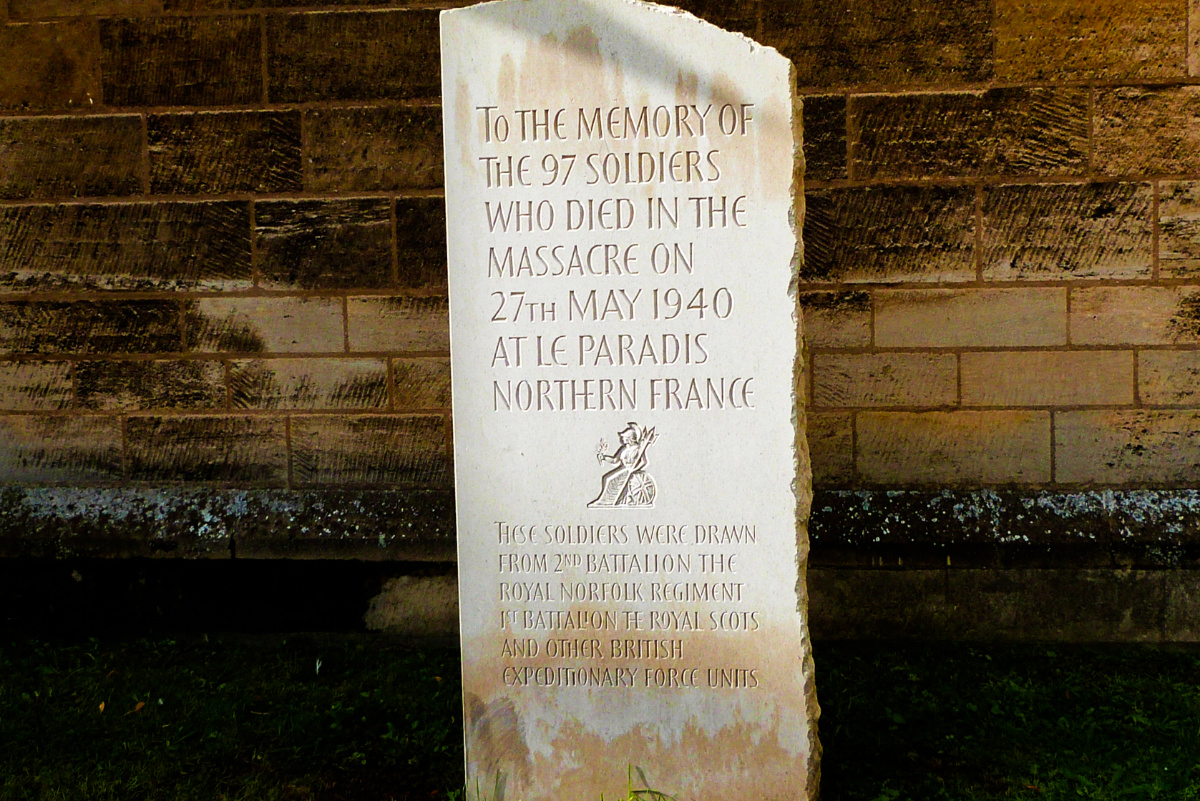 TO THE MEMORY OF
THE 97 SOLDIERS
WHO DIED IN THE
MASSACRE ON
27TH MAY 1940
AT LE PARADIS
NORTHERN FRANCE
THESE SOLDIERS WERE DRAWN
FROM 2ND BATTALION THE
ROYAL NORFOLK REGIMENT
1ST BATTALION THE ROYAL SCOTS
AND OTHER BRITISH
EXPEDITIONARY FORCE UNITS